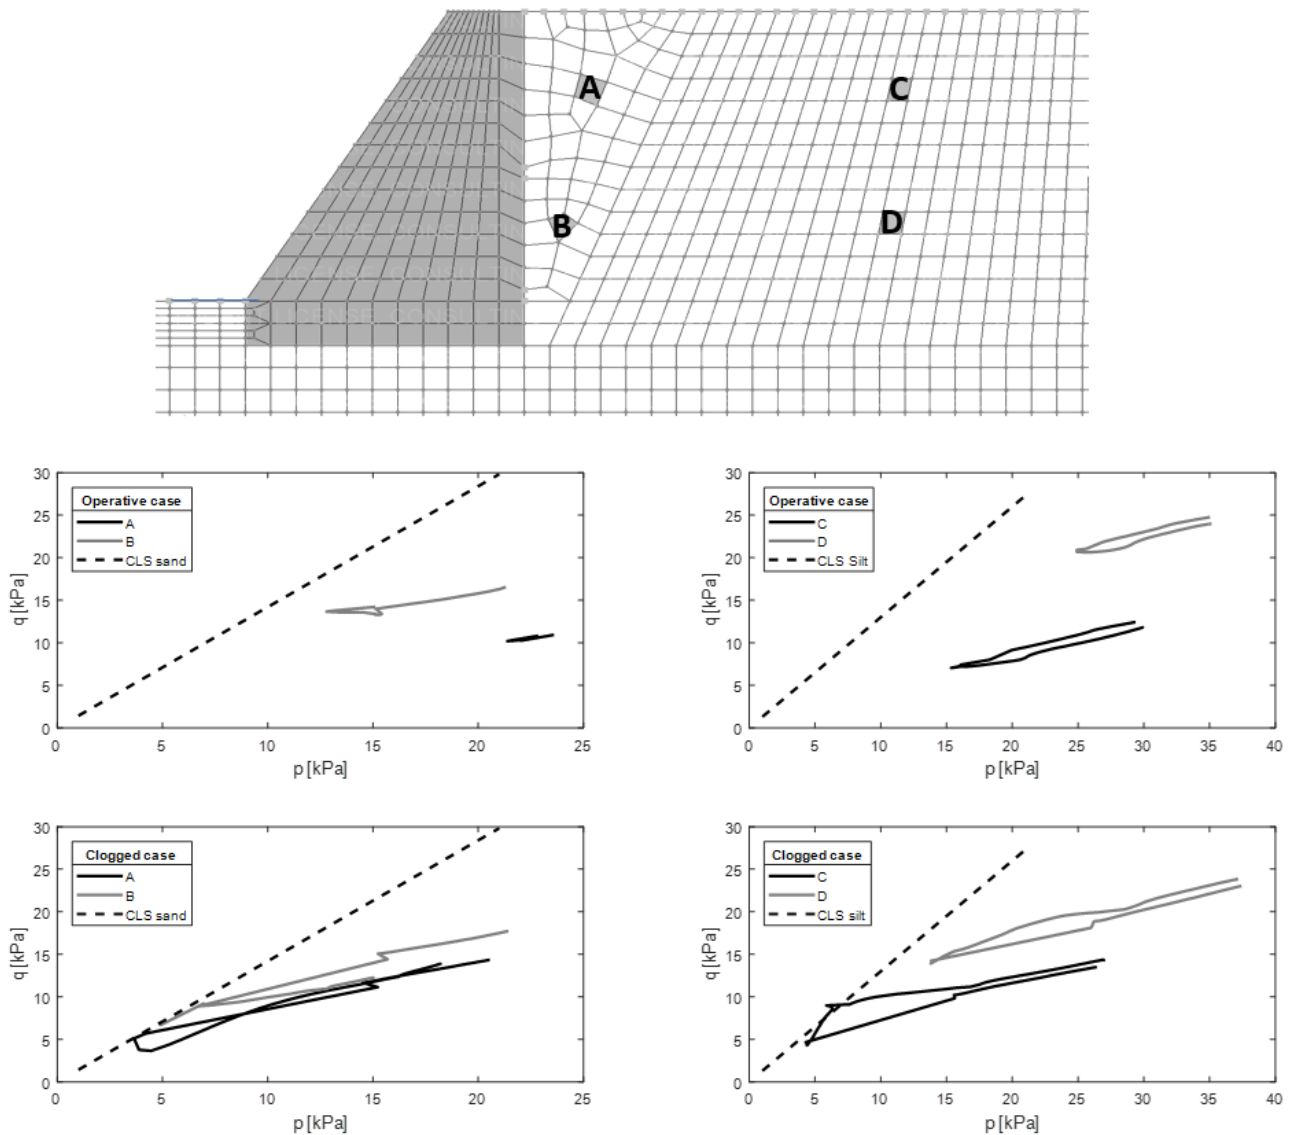 A
C
B
D
LICENSE CONSULTIN
LICENSE CONSULTIN
30
25
20
15
10
5
0
q [kPa]
Operative case
A
B
CLS sand
0 5 10 15 20 25
p [kPa]
30
25
20
15
10
5
0
q [kPa]
Operative case
C
D
CLS Silt
0 5 10 15 20 25 30 35 40
p [kPa]
30
25
20
15
10
5
0
q [kPa]
Clogged case
A
B
CLS sand
0 5 10 15 20 25
p [kPa]
30
25
20
15
10
5
0
q [kPa]
Clogged case
C
D
CLS silt
0 5 10 15 20 25 30 35 40
p [kPa]